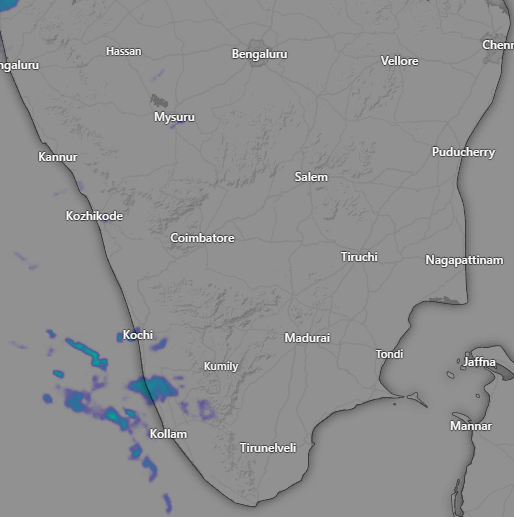 Hassan
Bengaluru
Chenn
ngaluru
Vellore
Mysuru
Kannur
Puducherry
Salem
Kozhikode
Coimbatore
Tiruchi
Nagapattinam
Kochi
Madurai
Tondi
Kumily
Jaffna
Kollam
Mannar
Tirunelveli